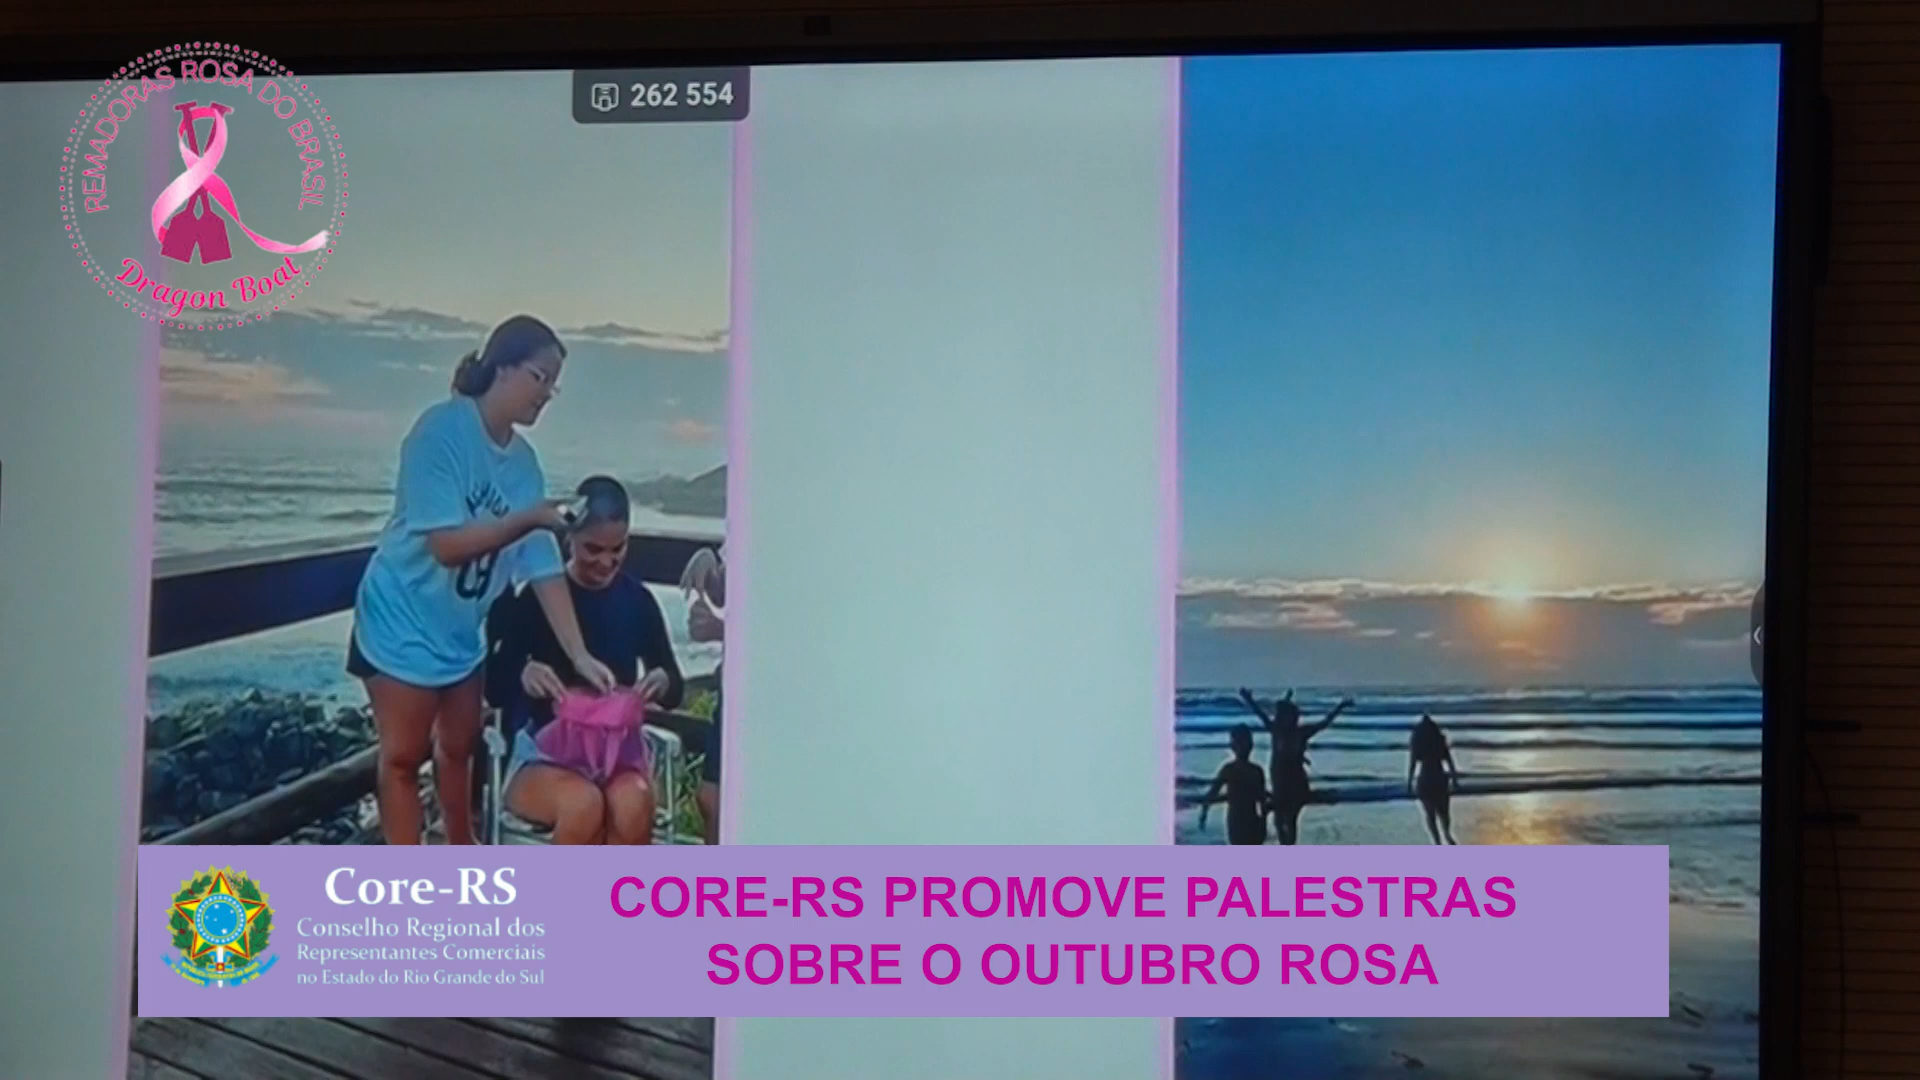 REMADORAS ROSA DO BRASIL
Dragon Boat
262 554
Core-RS
Conselho Regional dos
Representantes Comerciais
no Estado do Rio Grande do Sul
CORE-RS PROMOVE PALESTRAS
SOBRE O OUTUBRO ROSA